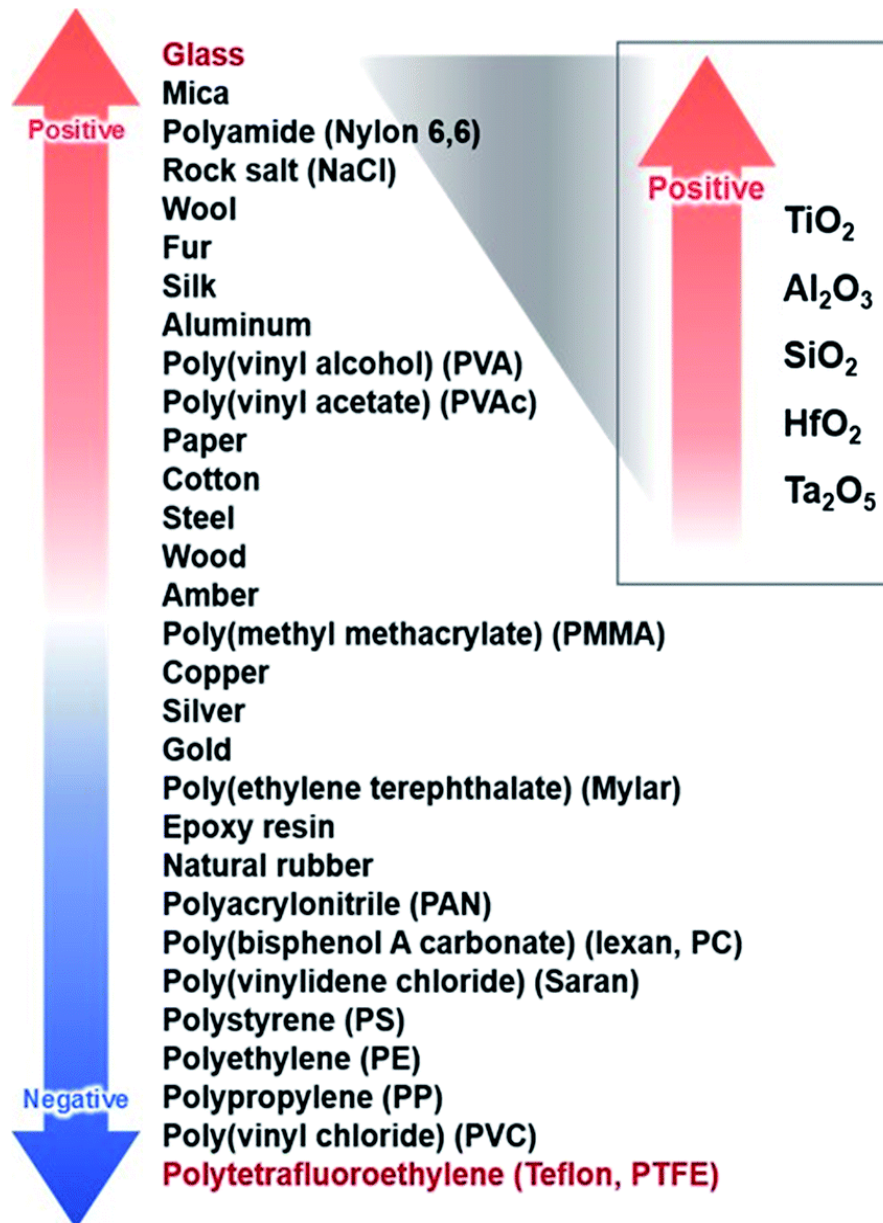 Positive
Glass
Mica
Polyamide (Nylon 6,6)
Rock salt (NaCl)
Wool
Fur
Silk
Aluminum
Poly(vinyl alcohol) (PVA)
Poly(vinyl acetate) (PVAc)
Paper
Cotton
Steel
Wood
Amber
Poly(methyl methacrylate) (PMMA)
Copper
Silver
Gold
Poly(ethylene terephthalate) (Mylar)
Epoxy resin
Natural rubber
Polyacrylonitrile (PAN)
Poly(bisphenol A carbonate) (lexan, PC)
Poly(vinylidene chloride) (Saran)
Polystyrene (PS)
Polyethylene (PE)
Polypropylene (PP)
Poly(vinyl chloride) (PVC)
Polytetrafluoroethylene (Teflon, PTFE)
Negative
Positive
TiO₂
Al₂O₃
SiO₂
HfO₂
Ta₂O₅